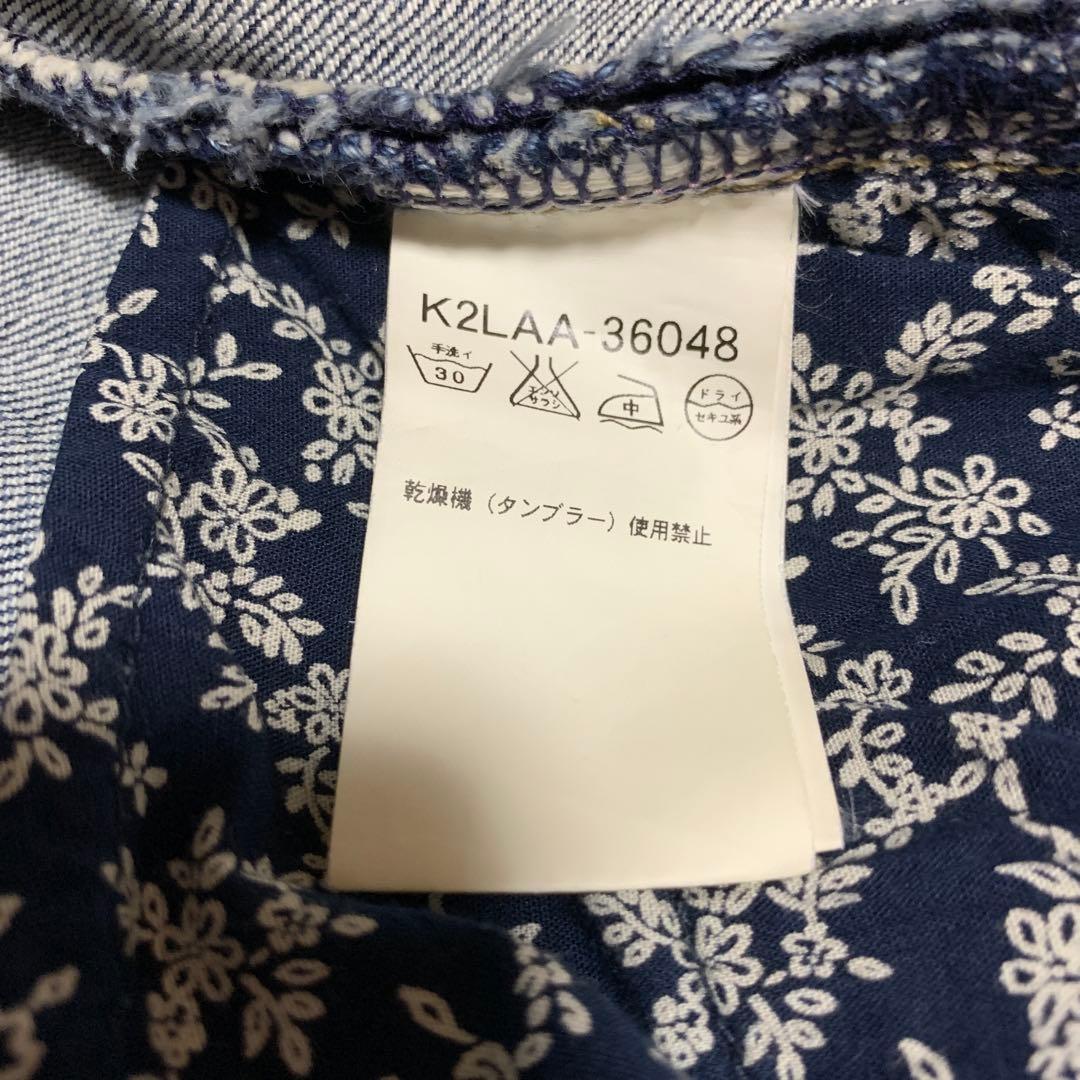 K2LAA-36048
手洗イ
30
エンソ
サラシ
中
ドライ
セキユ系
乾燥機（タンブラー）使用禁止